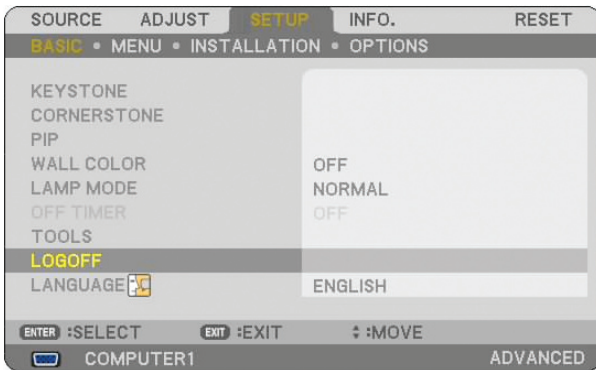 SOURCE ADJUST SETUP INFO. RESET
BASIC • MENU • INSTALLATION • OPTIONS
KEYSTONE
CORNERSTONE
PIP
WALL COLOR OFF
LAMP MODE NORMAL
OFF TIMER OFF
TOOLS
LOGOFF
LANGUAGE ENGLISH
ENTER :SELECT EXIT :EXIT :MOVE
COMPUTER1 ADVANCED